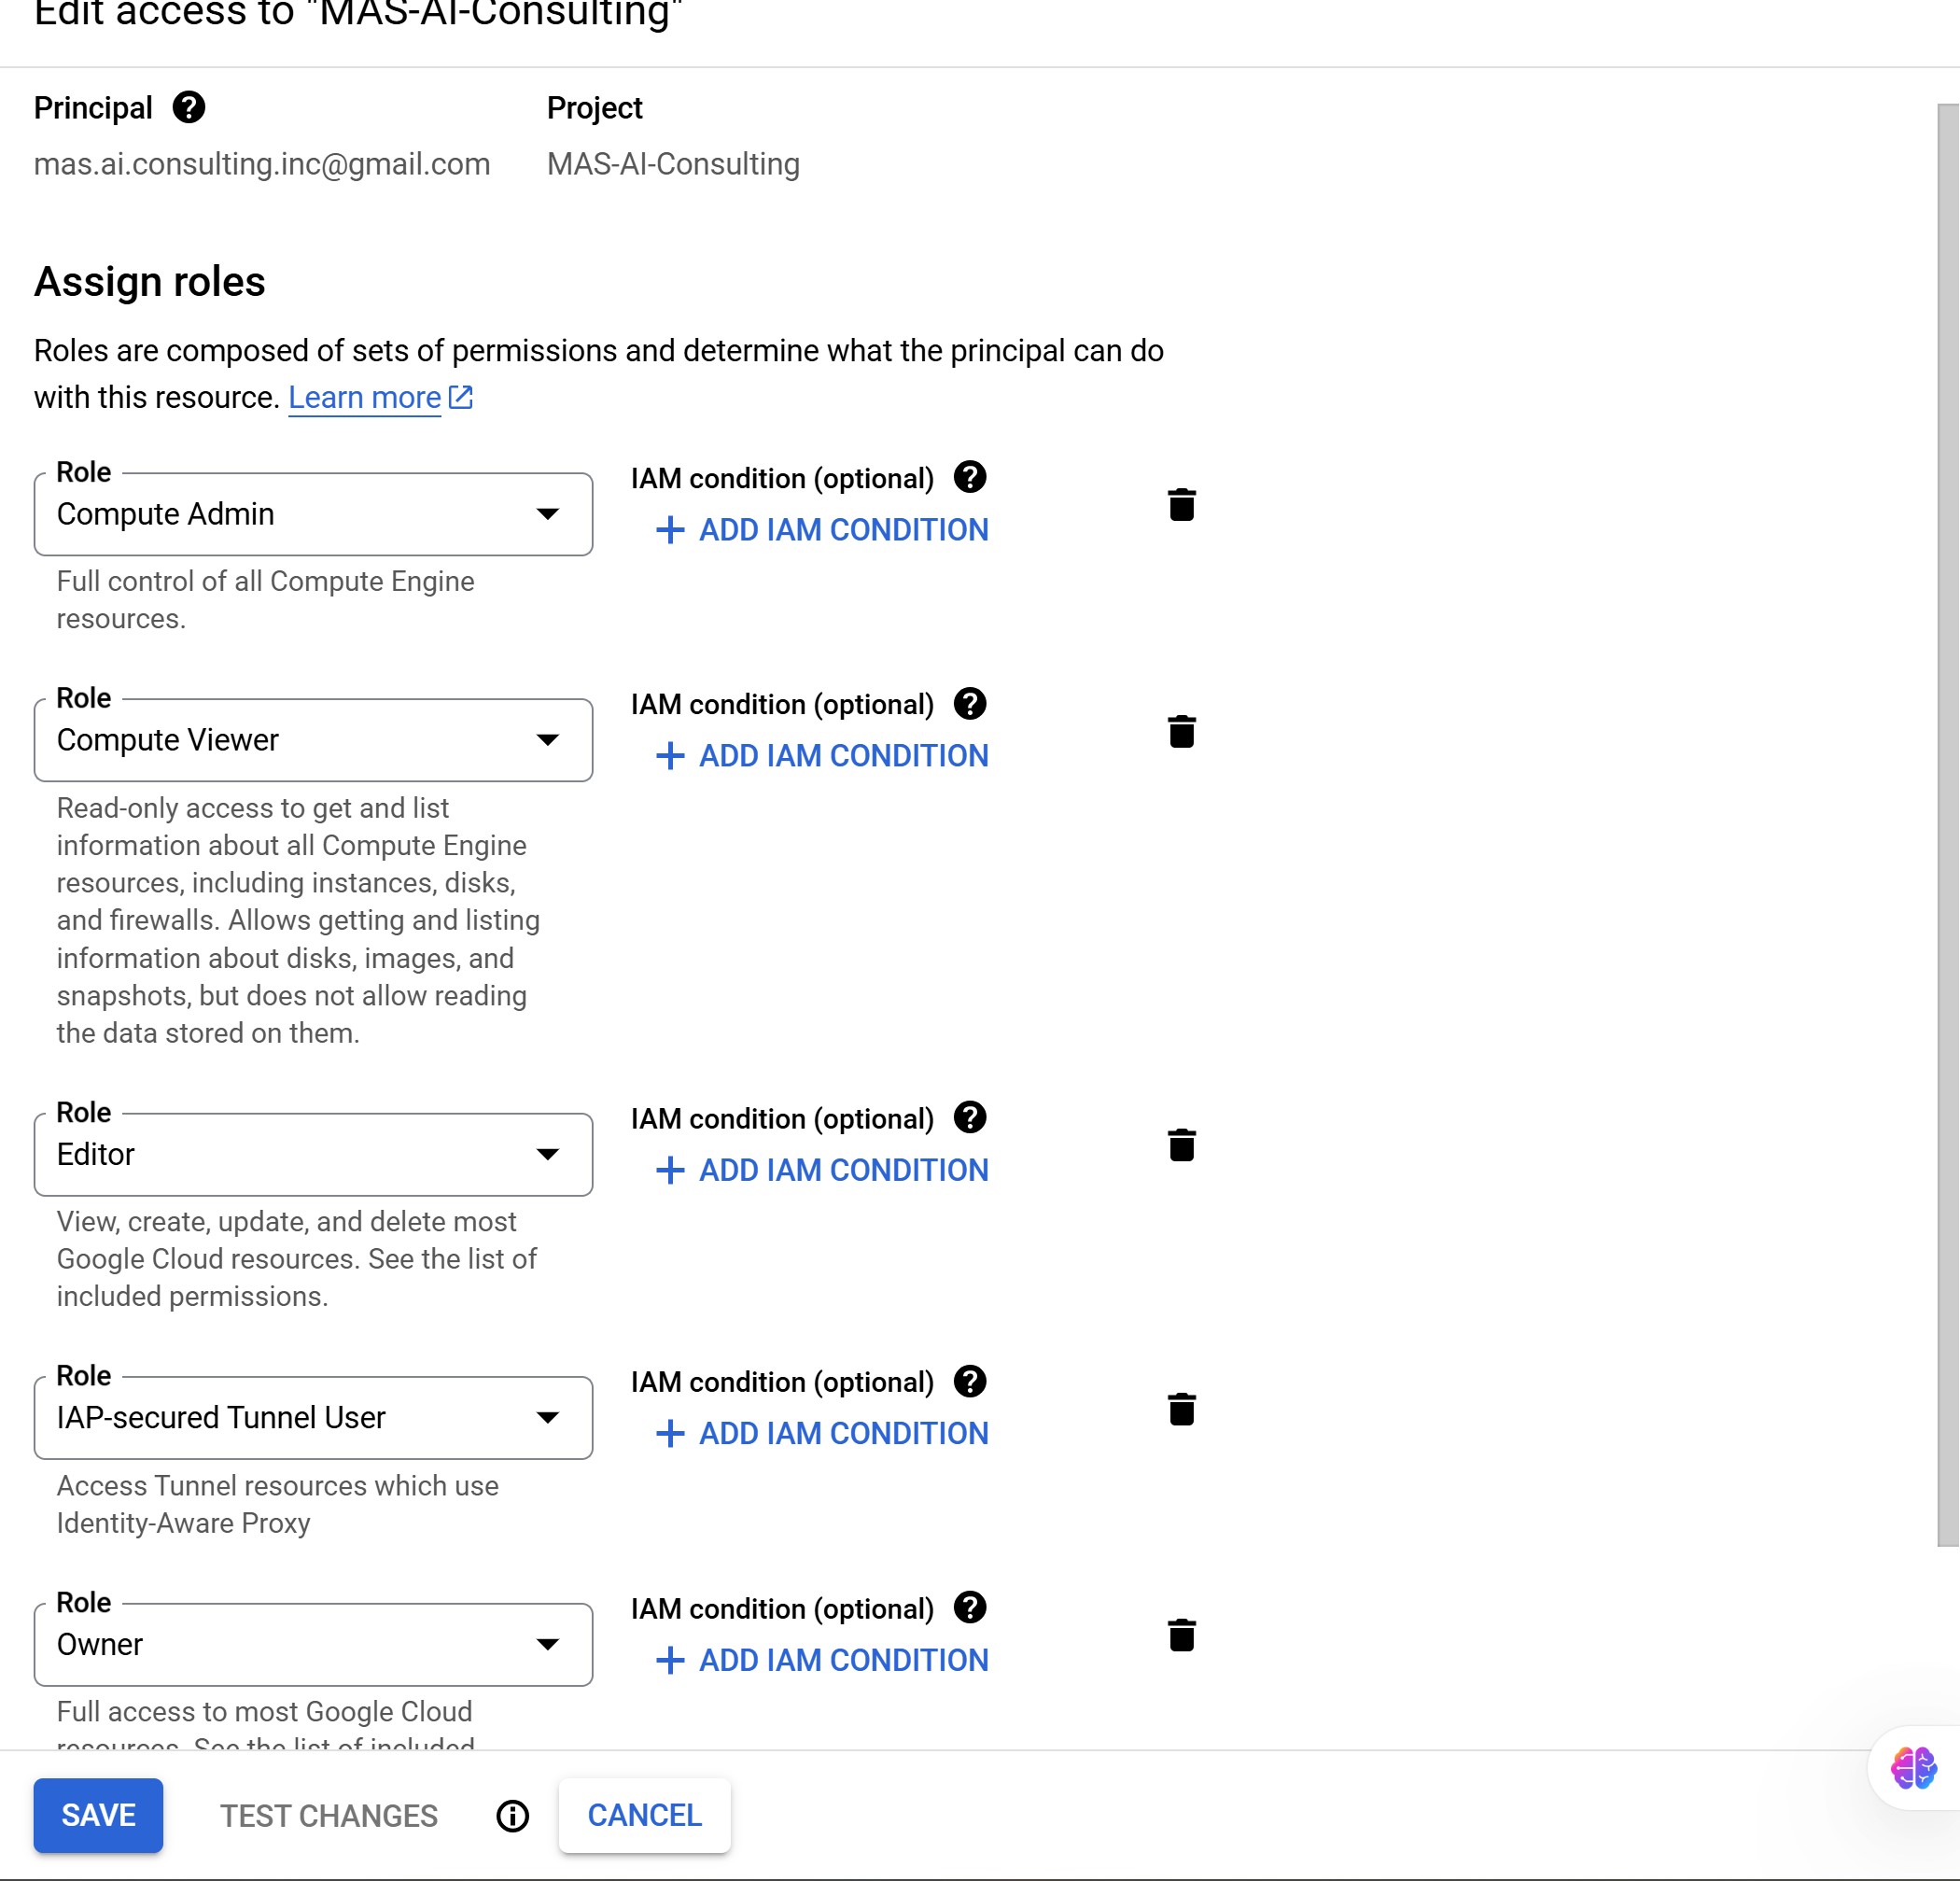 Edit access to "MAS-AI-Consulting"
Principal
Project
mas.ai.consulting.inc@gmail.com
MAS-AI-Consulting
Assign roles
Roles are composed of sets of permissions and determine what the principal can do
with this resource. Learn more
Role
Compute Admin
IAM condition (optional)
+ ADD IAM CONDITION
Full control of all Compute Engine
resources.
Role
Compute Viewer
IAM condition (optional)
+ ADD IAM CONDITION
Read-only access to get and list
information about all Compute Engine
resources, including instances, disks,
and firewalls. Allows getting and listing
information about disks, images, and
snapshots, but does not allow reading
the data stored on them.
Role
Editor
IAM condition (optional)
+ ADD IAM CONDITION
View, create, update, and delete most
Google Cloud resources. See the list of
included permissions.
Role
IAP-secured Tunnel User
IAM condition (optional)
+ ADD IAM CONDITION
Access Tunnel resources which use
Identity-Aware Proxy
Role
Owner
IAM condition (optional)
+ ADD IAM CONDITION
Full access to most Google Cloud
resources. See the list of included
SAVE
TEST CHANGES
CANCEL